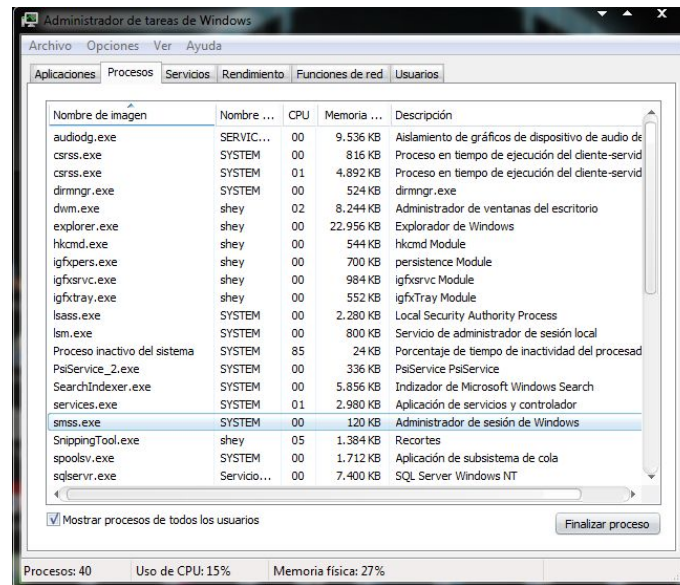 Administrador de tareas de Windows
Archivo Opciones Ver Ayuda
Aplicaciones Procesos Servicios Rendimiento Funciones de red Usuarios
Nombre de imagen Nombre ... CPU Memoria ... Descripción
audiodg.exe SERVIC... 00 9.536 KB Aislamiento de gráficos de dispositivo de audio de
csrss.exe SYSTEM 00 816 KB Proceso en tiempo de ejecución del cliente-servid
csrss.exe SYSTEM 01 4.892 KB Proceso en tiempo de ejecución del cliente-servid
dirmngr.exe SYSTEM 00 524 KB dirmngr.exe
dwm.exe shey 02 8.244 KB Administrador de ventanas del escritorio
explorer.exe shey 00 22.956 KB Explorador de Windows
hkcmd.exe shey 00 544 KB hkcmd Module
igfxpers.exe shey 00 700 KB persistence Module
igfxsrvc.exe shey 00 984 KB igfxsrvc Module
igfxtray.exe shey 00 552 KB igfxTray Module
lsass.exe SYSTEM 00 2.280 KB Local Security Authority Process
lsm.exe SYSTEM 00 800 KB Servicio de administrador de sesión local
Proceso inactivo del sistema SYSTEM 85 24 KB Porcentaje de tiempo de inactividad del procesad
PsiService_2.exe SYSTEM 00 336 KB PsiService PsiService
SearchIndexer.exe SYSTEM 00 5.856 KB Indizador de Microsoft Windows Search
services.exe SYSTEM 01 2.980 KB Aplicación de servicios y controlador
smss.exe SYSTEM 00 120 KB Administrador de sesión de Windows
SnippingTool.exe shey 05 1.384 KB Recortes
spoolsv.exe SYSTEM 00 1.712 KB Aplicación de subsistema de cola
sqlservr.exe Servicio... 00 7.400 KB SQL Server Windows NT
Mostrar procesos de todos los usuarios Finalizar proceso
Procesos: 40 Uso de CPU: 15% Memoria física: 27%